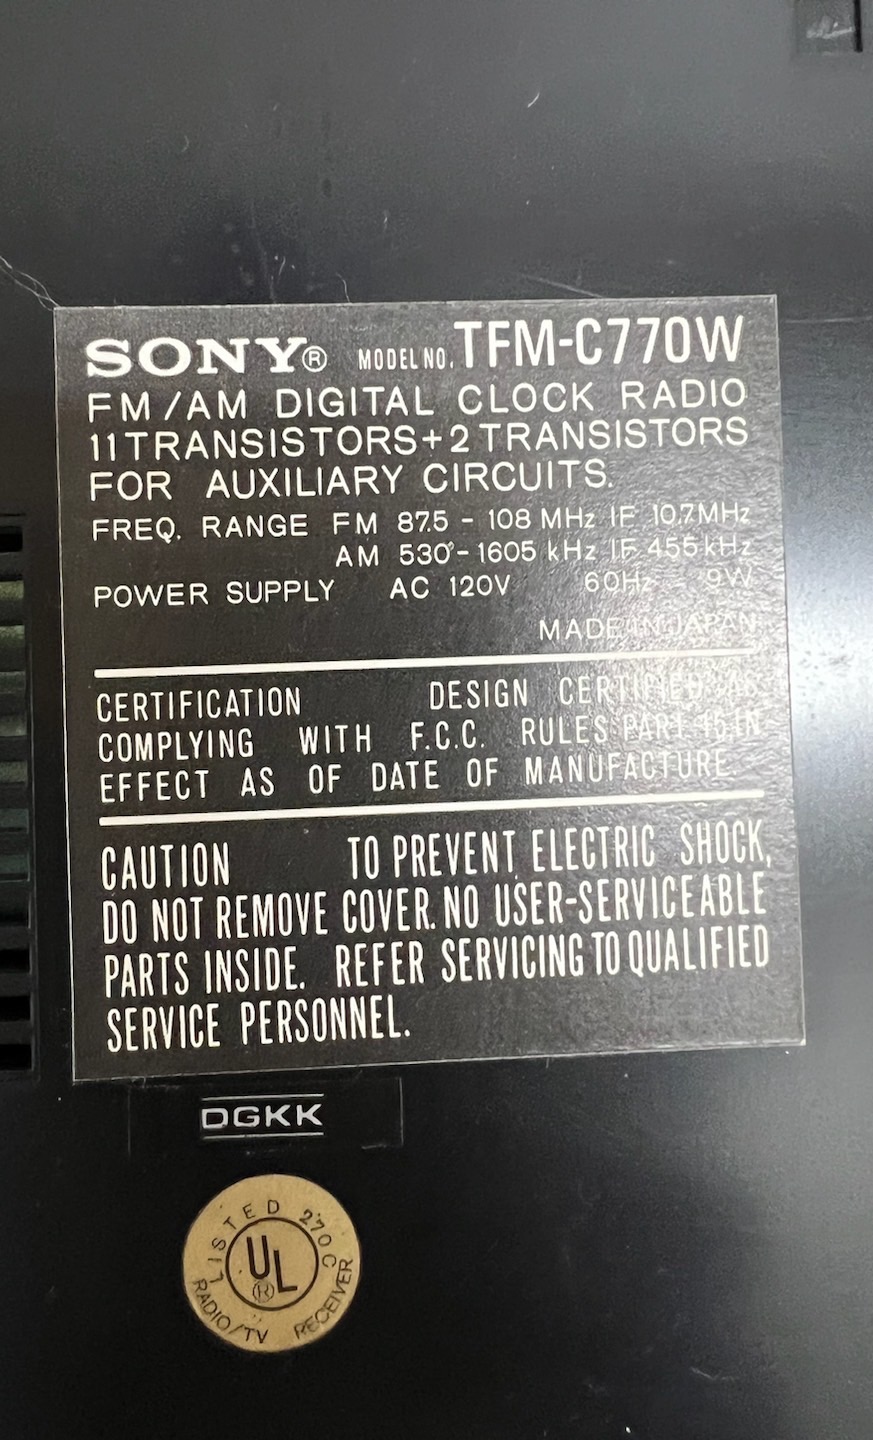 SONY® MODEL NO. TFM-C770W
FM/AM DIGITAL CLOCK RADIO
11 TRANSISTORS+2 TRANSISTORS
FOR AUXILIARY CIRCUITS.
FREQ. RANGE FM 87.5 - 108 MHz IF 10.7MHz
AM 530 - 1605 kHz IF 455kHz
POWER SUPPLY AC 120V 60Hz 9W
MADE IN JAPAN
CERTIFICATION DESIGN CERTIFIED AS
COMPLYING WITH F.C.C. RULES PART 15,IN
EFFECT AS OF DATE OF MANUFACTURE.
CAUTION TO PREVENT ELECTRIC SHOCK,
DO NOT REMOVE COVER. NO USER-SERVICEABLE
PARTS INSIDE. REFER SERVICING TO QUALIFIED
SERVICE PERSONNEL.
DGKK
LISTED 270C
UL®
RADIO/TV RECEIVER